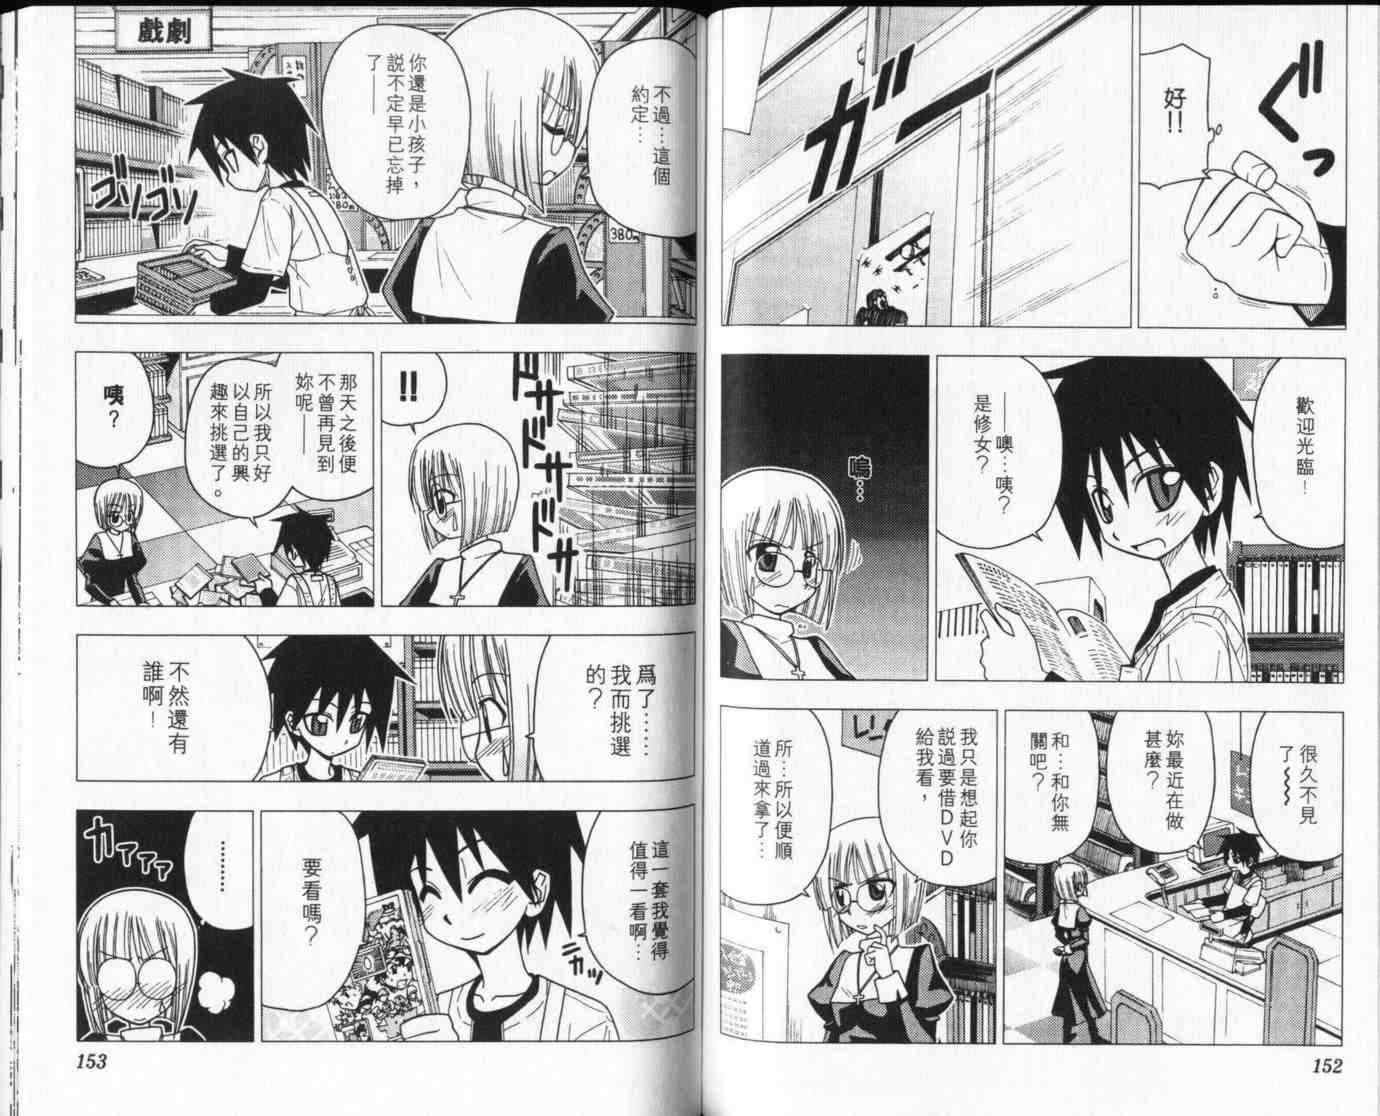 好!!
ぐっ
ガー
歡迎光臨！
——噢…咦？
是修女？
嗚…
很久不見
了～～
妳最近在做
甚麼？
和…和你無
關吧？
我只是想起你
說過要借DVD
給我看，
所…所以便順
道過來拿了…
152
戲劇
不過…這個
約定…
你還是小孩子，
說不定早已忘掉
了——
ゴソゴソ
380
ドサドサドサ
!!
那天之後便
不曾再見到
妳呢——
所以我只好
以自己的興
趣來挑選了。
咦？
爲了……
我而挑選
的？
不然還有
誰啊！
這一套我覺得
值得一看啊…
ニカッ
要看嗎？
………
カァァァ
153